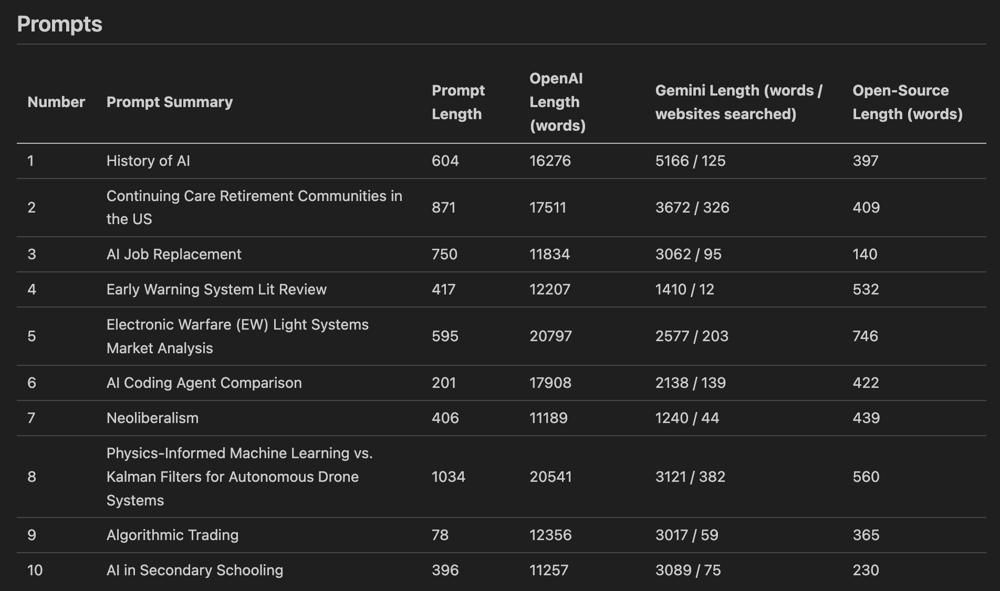 Prompts
Number Prompt Summary Prompt Length OpenAI Length (words) Gemini Length (words / websites searched) Open-Source Length (words)
1 History of AI 604 16276 5166 / 125 397
2 Continuing Care Retirement Communities in the US 871 17511 3672 / 326 409
3 AI Job Replacement 750 11834 3062 / 95 140
4 Early Warning System Lit Review 417 12207 1410 / 12 532
5 Electronic Warfare (EW) Light Systems Market Analysis 595 20797 2577 / 203 746
6 AI Coding Agent Comparison 201 17908 2138 / 139 422
7 Neoliberalism 406 11189 1240 / 44 439
8 Physics-Informed Machine Learning vs. Kalman Filters for Autonomous Drone Systems 1034 20541 3121 / 382 560
9 Algorithmic Trading 78 12356 3017 / 59 365
10 AI in Secondary Schooling 396 11257 3089 / 75 230